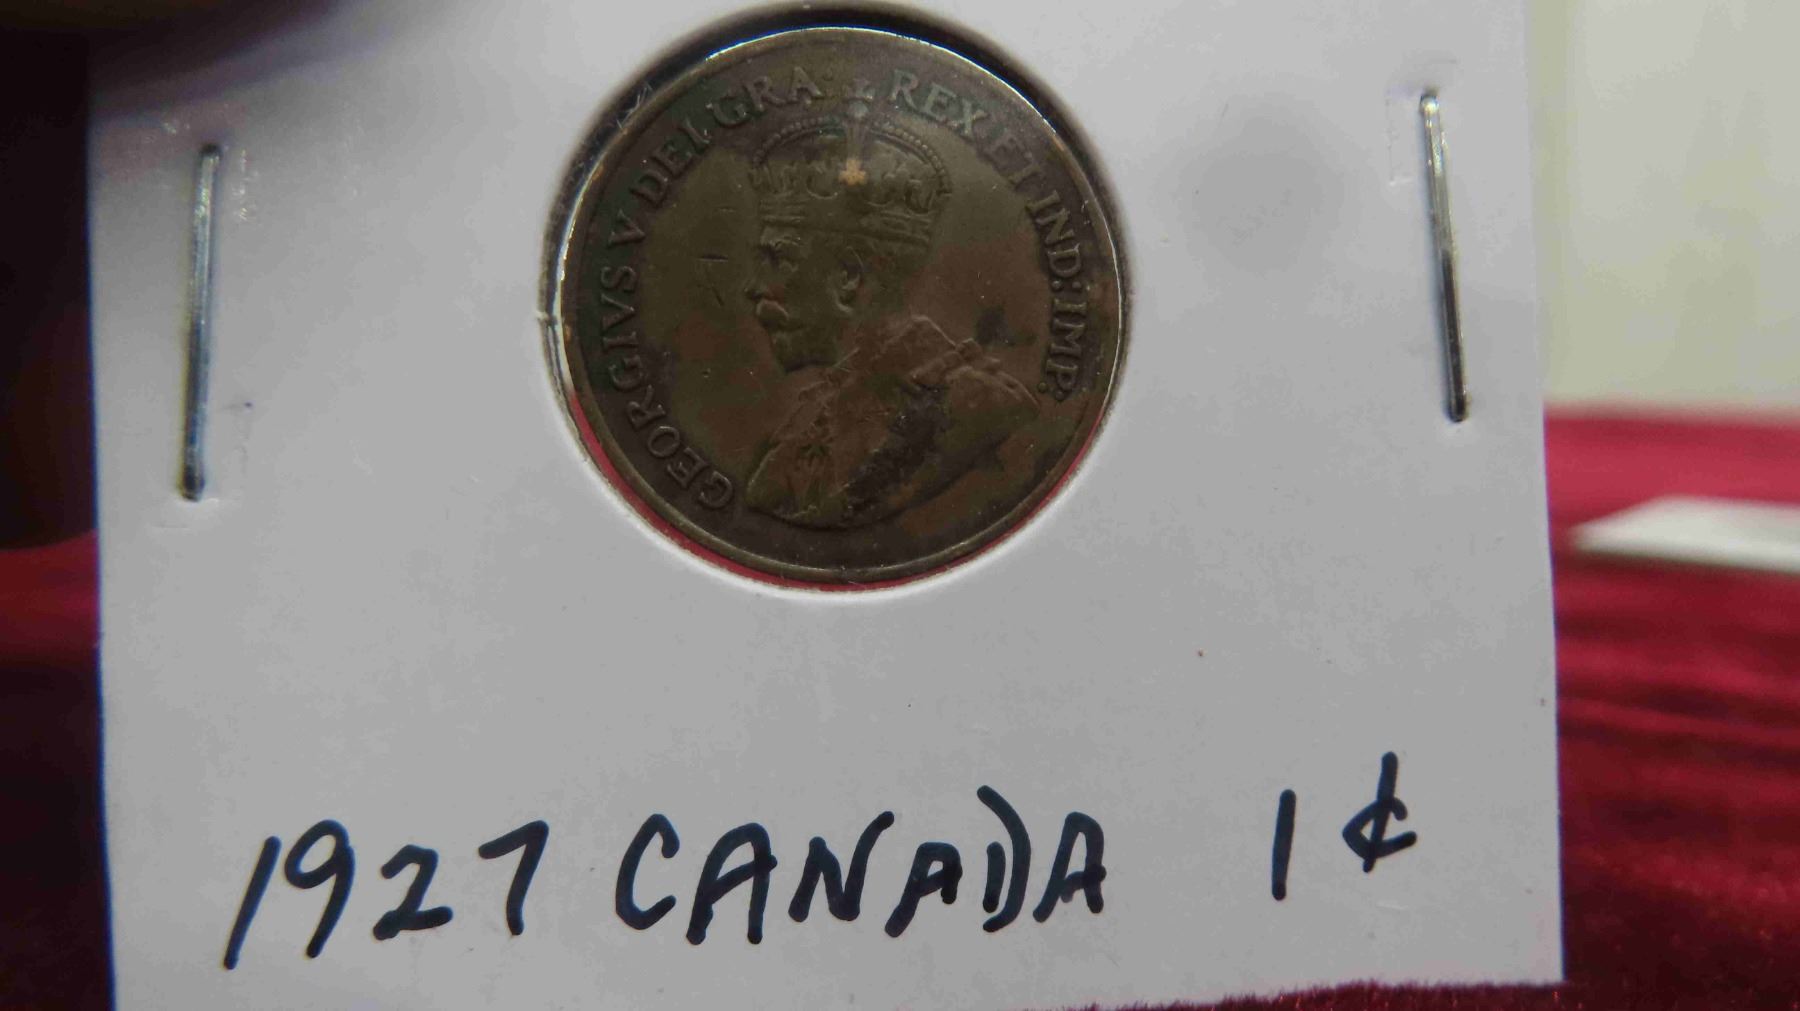 GEORGIVS V DEI GRA: REX ET IND: IMP:
1927 CANADA 1¢